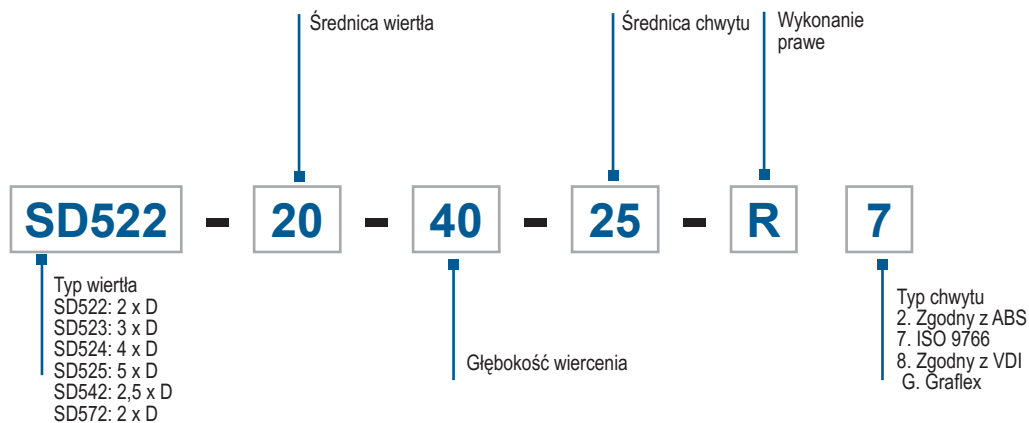 Średnica wiertła
Średnica chwytu
Wykonanie
prawe
SD522 - 20 - 40 - 25 - R 7
Typ wiertła
SD522: 2 x D
SD523: 3 x D
SD524: 4 x D
SD525: 5 x D
SD542: 2,5 x D
SD572: 2 x D
Głębokość wiercenia
Typ chwytu
2. Zgodny z ABS
7. ISO 9766
8. Zgodny z VDI
G. Graflex